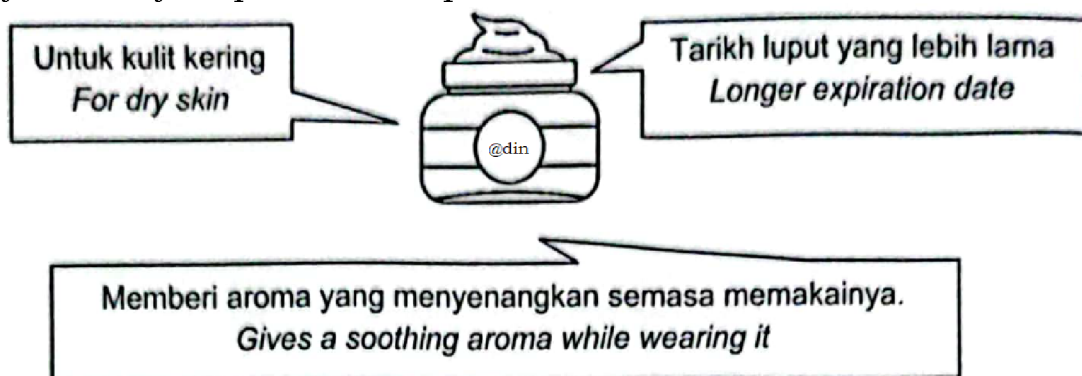 Untuk kulit kering
For dry skin
Tarikh luput yang lebih lama
Longer expiration date
@din
Memberi aroma yang menyenangkan semasa memakainya.
Gives a soothing aroma while wearing it